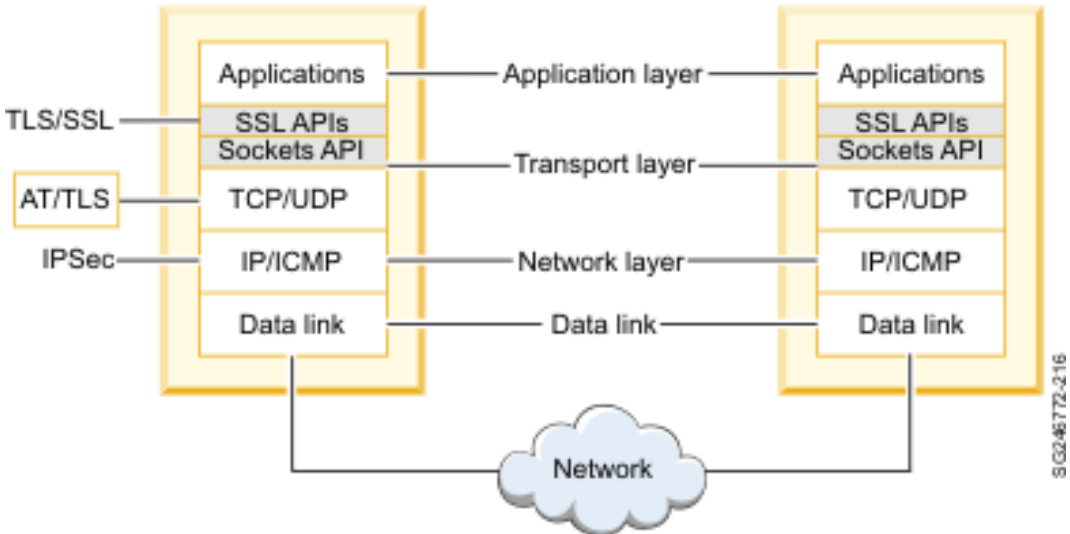 Applications
Application layer
Applications
TLS/SSL
SSL APIs
SSL APIs
Sockets API
Transport layer
Sockets API
AT/TLS
TCP/UDP
TCP/UDP
IPSec
IP/ICMP
Network layer
IP/ICMP
Data link
Data link
Data link
Network
SG246772-216